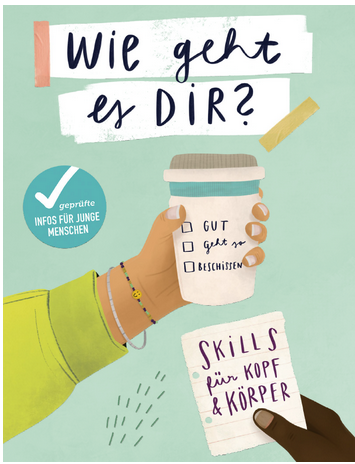 Wie geht
es DIR?
geprüfte
INFOS FÜR JUNGE
MENSCHEN
GUT
Geht so
BESCHISSEN
SKILLS
für KOPF
& KÖRPER